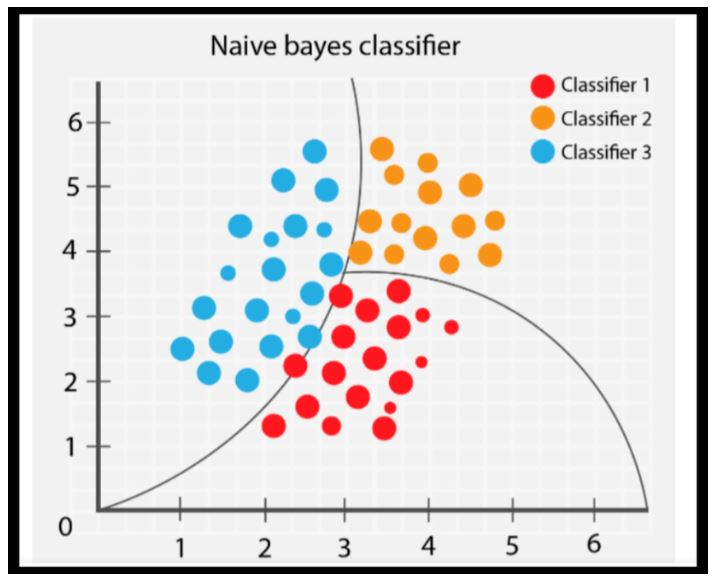 Naive bayes classifier
Classifier 1
Classifier 2
Classifier 3
6
5
4
3
2
1
0
1 2 3 4 5 6